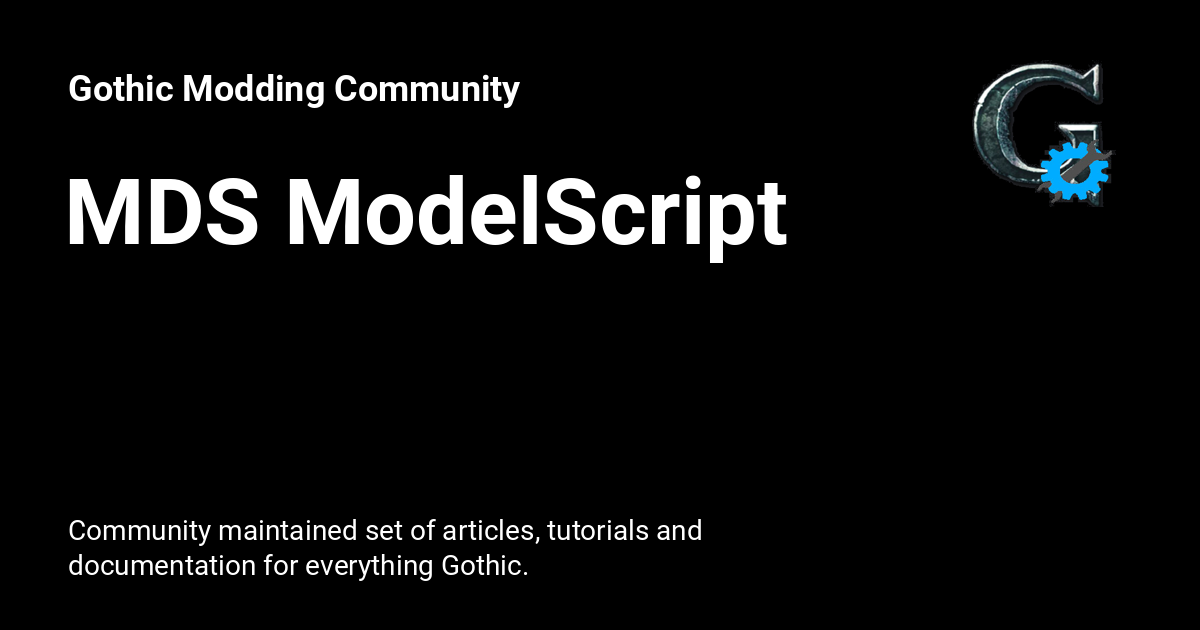 Gothic Modding Community
MDS ModelScript
Community maintained set of articles, tutorials and
documentation for everything Gothic.
G